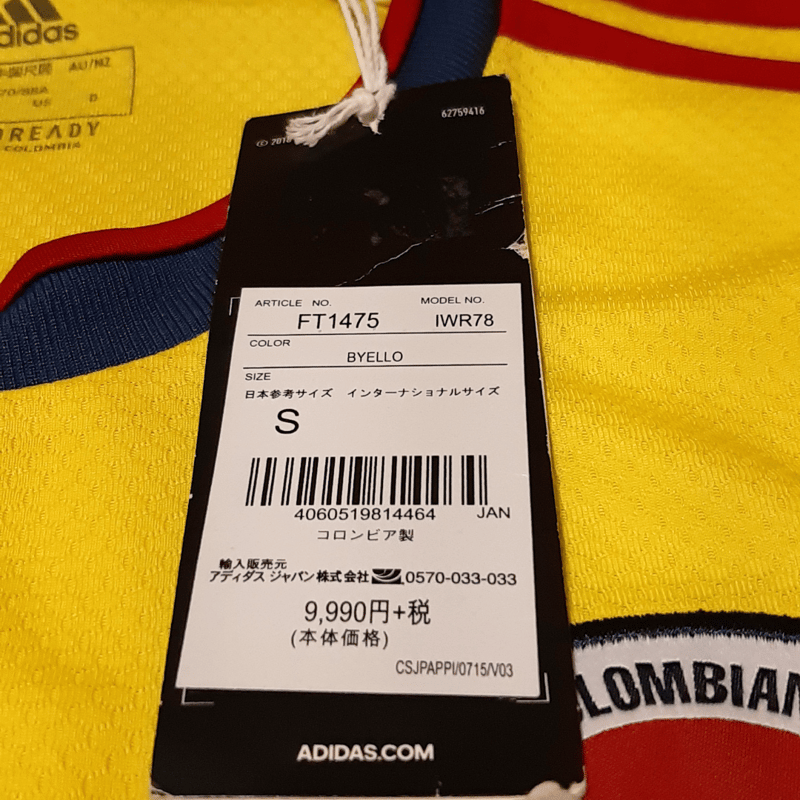 adidas
AU/NZ
US D
READY
COLOMBIA
© 2018
62759416
ARTICLE NO. MODEL NO.
FT1475 IWR78
COLOR
BYELLO
SIZE
日本参考サイズ インターナショナルサイズ
S
4060519814464 JAN
コロンビア製
輸入販売元
アディダス ジャパン株式会社 0570-033-033
9,990円+税
(本体価格)
CSJPAPPI/0715/V03
ADIDAS.COM
LOMBIAN